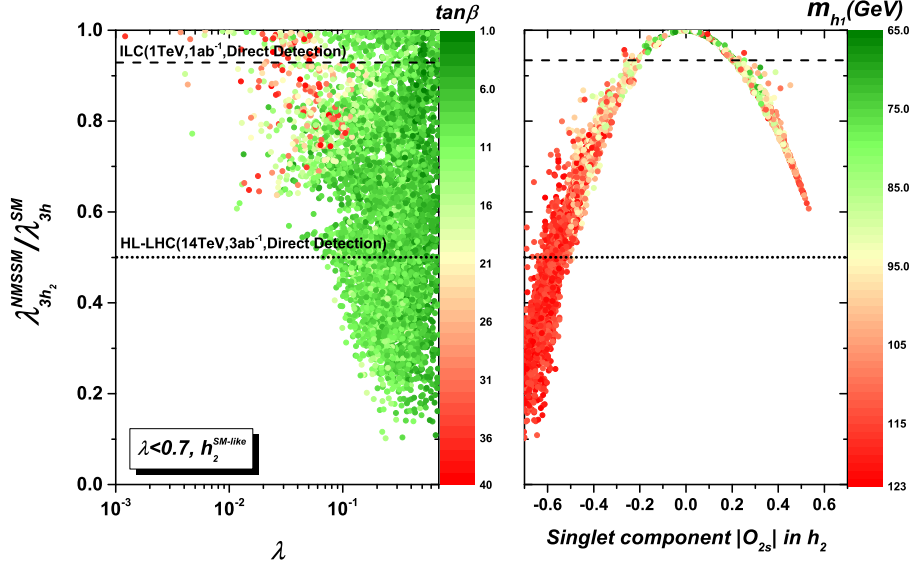 tanβ
m_h1(GeV)
λ_3h2^NMSSM/λ_3h^SM
1.0
0.8
0.6
0.4
0.2
0.0
ILC(1TeV,1ab⁻¹,Direct Detection)
HL-LHC(14TeV,3ab⁻¹,Direct Detection)
λ<0.7, h₂^SM-like
10⁻³ 10⁻² 10⁻¹
λ
1.0
6.0
11
16
21
26
31
36
40
-0.6 -0.4 -0.2 0.0 0.2 0.4 0.6
Singlet component |O₂ₛ| in h₂
65.0
75.0
85.0
95.0
105
115
123